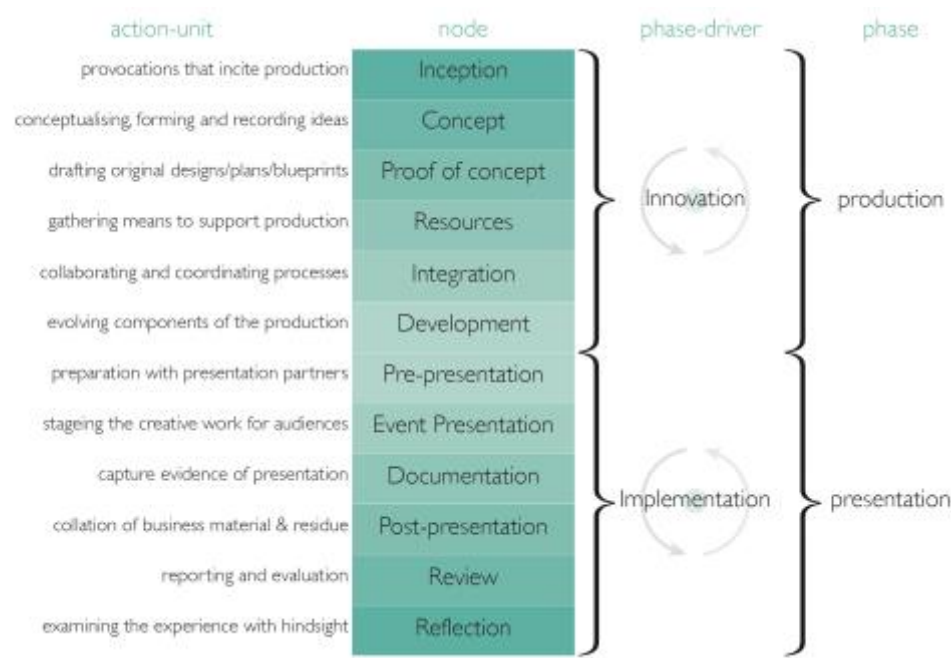 action-unit node phase-driver phase
provocations that incite production Inception
conceptualising, forming and recording ideas Concept
drafting original designs/plans/blueprints Proof of concept
gathering means to support production Resources
Innovation production
collaborating and coordinating processes Integration
evolving components of the production Development
preparation with presentation partners Pre-presentation
stageing the creative work for audiences Event Presentation
capture evidence of presentation Documentation
Implementation presentation
collation of business material & residue Post-presentation
reporting and evaluation Review
examining the experience with hindsight Reflection